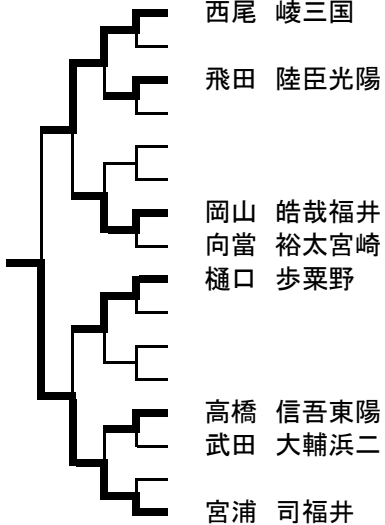 西尾 崚三国
飛田 陸臣光陽
岡山 皓哉福井
向當 裕太宮崎
樋口 歩粟野
高橋 信吾東陽
武田 大輔浜二
宮浦 司福井